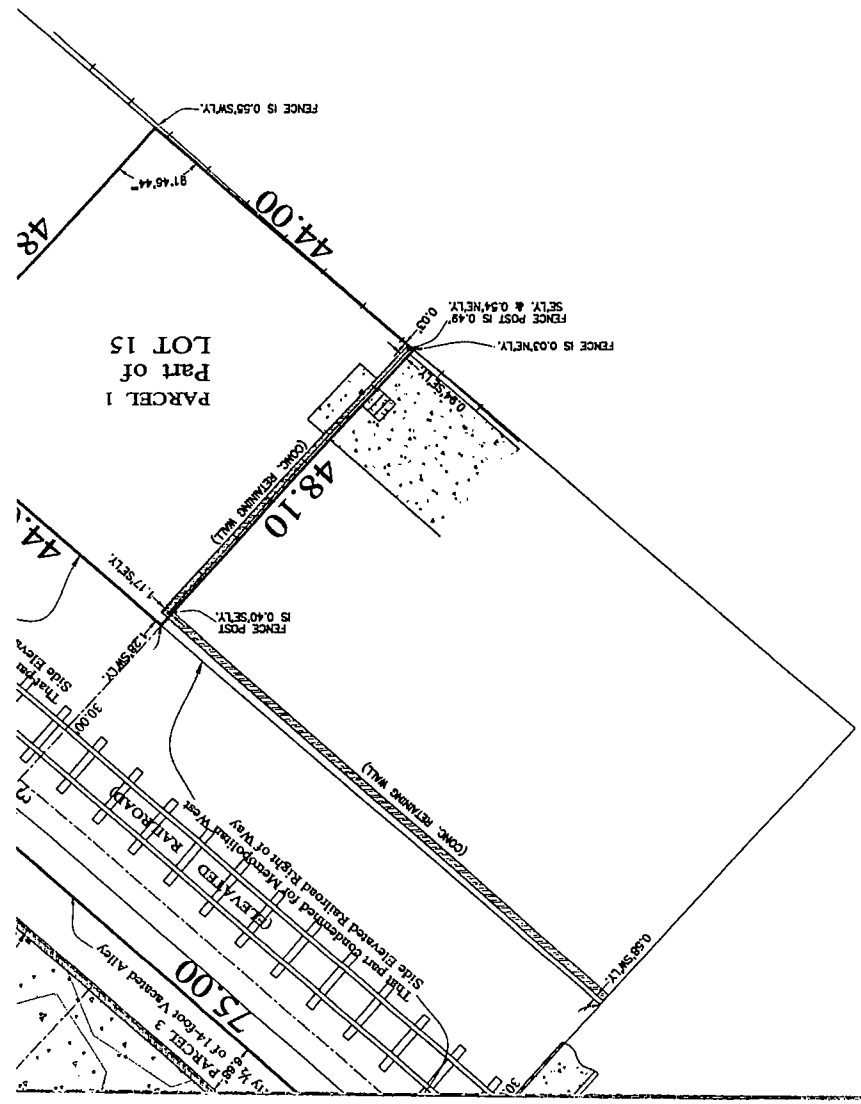 FENCE IS 0.55'SW'LY.
91°45'44"
44.00
48
FENCE POST IS 0.49'
SE'LY. & 0.54'NE'LY.
0.03'
FENCE IS 0.03'NE'LY.
0.94'SE'LY.
PARCEL 1
Part of
LOT 15
(CONC. RETAINING WALL)
48.10
1.17'SE'LY.
FENCE POST
IS 0.40'SE'LY.
1.28'SW'LY.
30.00'
(CONC. RETAINING WALL)
(ELEVATED
RAILROAD)
That part condemned for Metropolitan West
Side Elevated Railroad Right of Way
0.58'SW'LY.
75.00
PARCEL 3
of 14-foot Vacated Alley